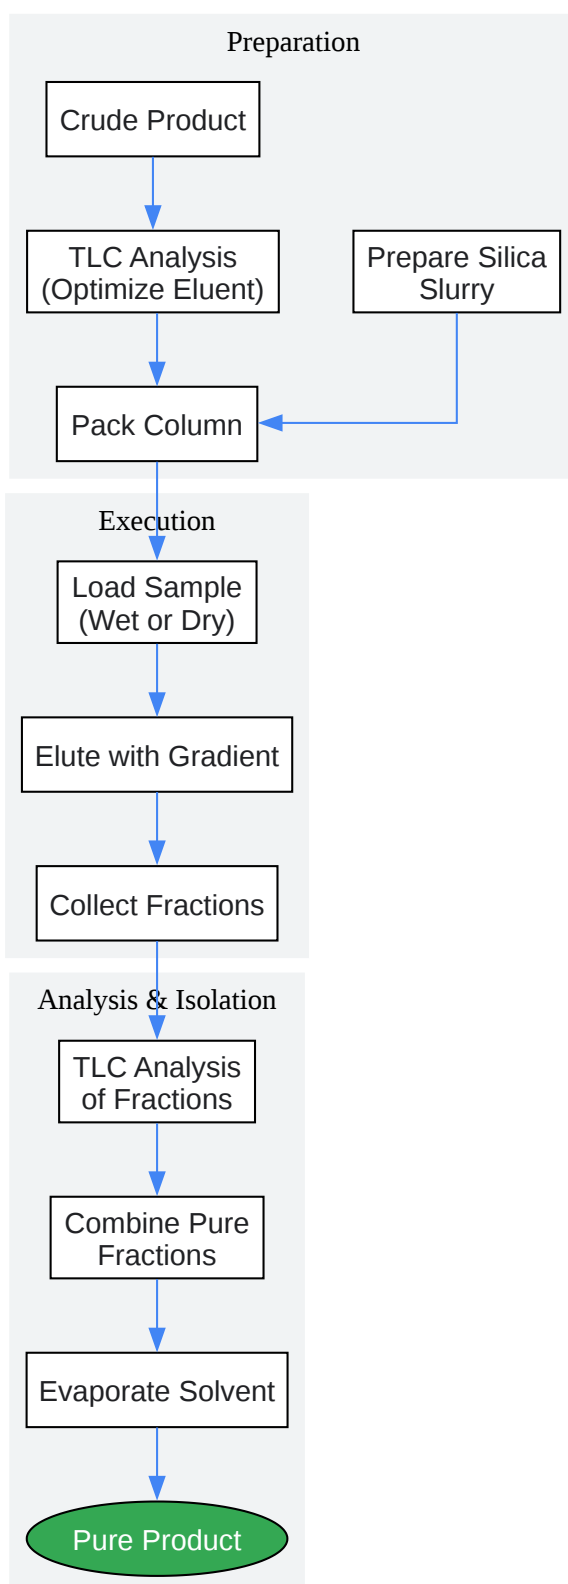 Preparation
Crude Product
TLC Analysis
(Optimize Eluent)
Prepare Silica
Slurry
Pack Column
Execution
Load Sample
(Wet or Dry)
Elute with Gradient
Collect Fractions
Analysis & Isolation
TLC Analysis
of Fractions
Combine Pure
Fractions
Evaporate Solvent
Pure Product